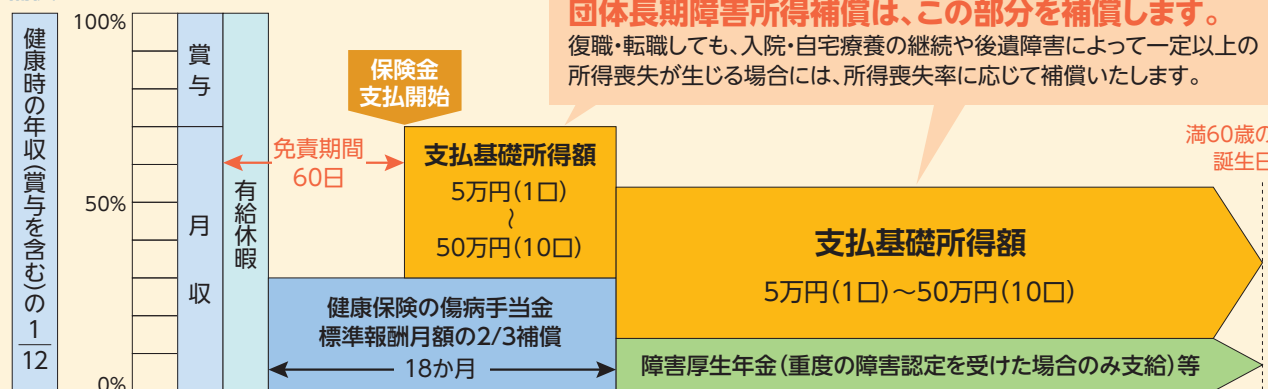 団体長期障害所得補償は、この部分を補償します。
復職・転職しても、入院・自宅療養の継続や後遺障害によって一定以上の
所得喪失が生じる場合には、所得喪失率に応じて補償いたします。
健康時の年収(賞与を含む)の
1
12
100%
50%
0%
賞与
月収
有給休暇
免責期間
60日
保険金
支払開始
支払基礎所得額
5万円(1口)
〜
50万円(10口)
健康保険の傷病手当金
標準報酬月額の2/3補償
18か月
満60歳の
誕生日
支払基礎所得額
5万円(1口)〜50万円(10口)
障害厚生年金(重度の障害認定を受けた場合のみ支給)等